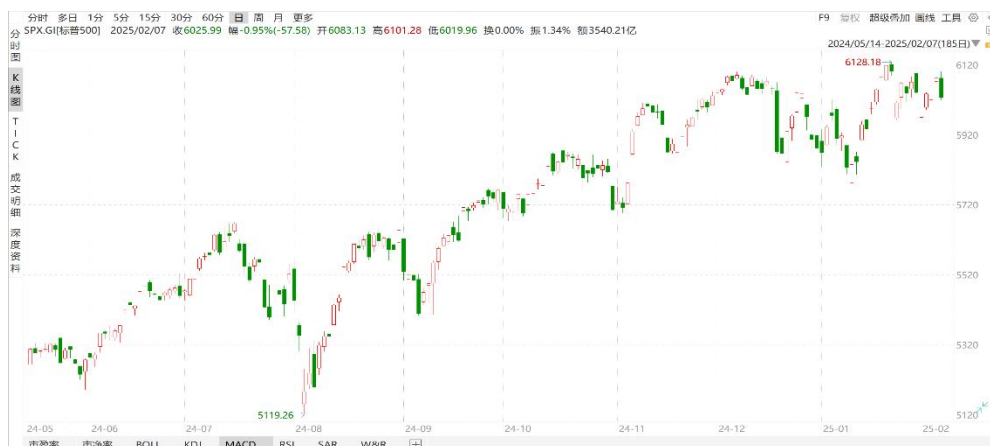 分时 多日 1分 5分 15分 30分 60分 日 周 月 更多
F9 复权 超级叠加 画线 工具
SPX.GI[标普500] 2025/02/07 收6025.99 幅-0.95%(-57.58) 开6083.13 高6101.28 低6019.96 换0.00% 振1.34% 额3540.21亿
2024/05/14-2025/02/07(185日)
分时图
K线图
TICK
成交明细
深度资料
6128.18
6120
5920
5720
5520
5320
5120
5119.26
24-05 24-06 24-07 24-08 24-09 24-10 24-11 24-12 25-01 25-02
市盈率 市净率 BOLL KDJ MACD RSI SAR W&R